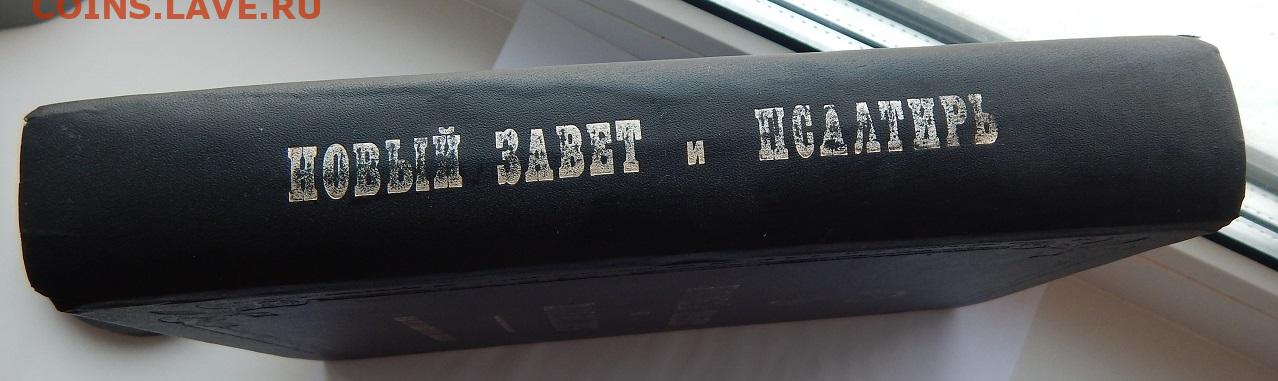 COINS.LAVE.RU
НОВЫЙ ЗАВЕТ и ПСАЛТИРЬ